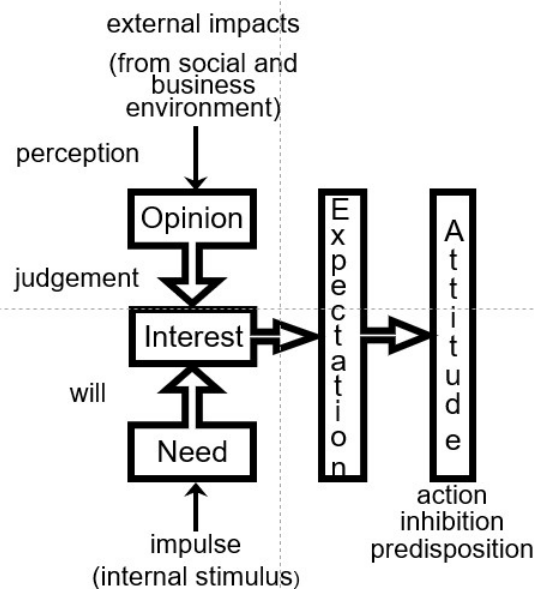 external impacts
(from social and
business
environment)
perception
Opinion
judgement
Interest
will
Need
impulse
(internal stimulus)
Expectation
Attitude
action
inhibition
predisposition